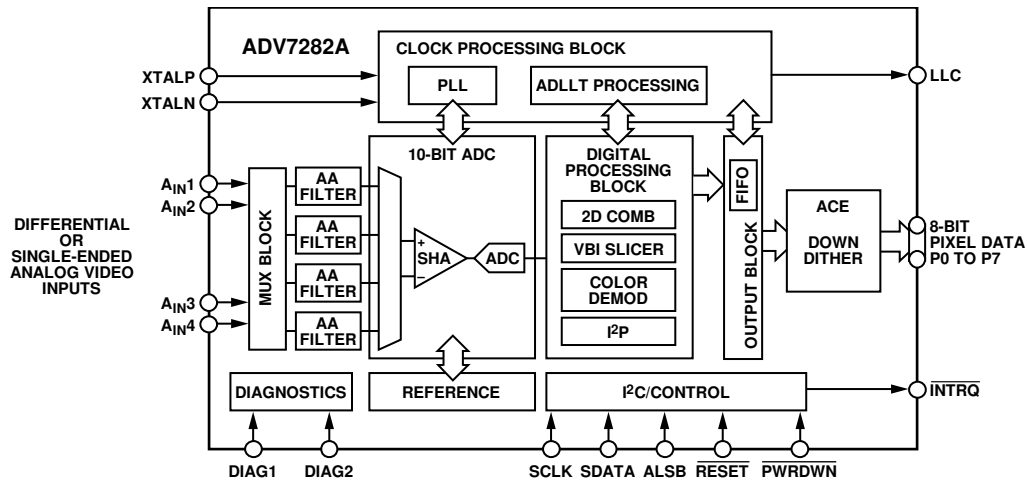 ADV7282A
CLOCK PROCESSING BLOCK
PLL
ADLLT PROCESSING
XTALP
XTALN
LLC
10-BIT ADC
DIGITAL
PROCESSING
BLOCK
2D COMB
VBI SLICER
COLOR
DEMOD
I²P
FIFO
OUTPUT BLOCK
ACE
DOWN
DITHER
8-BIT
PIXEL DATA
P0 TO P7
DIFFERENTIAL
OR
SINGLE-ENDED
ANALOG VIDEO
INPUTS
AIN1
AIN2
AIN3
AIN4
MUX BLOCK
AA
FILTER
AA
FILTER
AA
FILTER
AA
FILTER
+
SHA
–
ADC
DIAGNOSTICS
REFERENCE
I²C/CONTROL
INTRQ
DIAG1
DIAG2
SCLK
SDATA
ALSB
RESET
PWRDWN